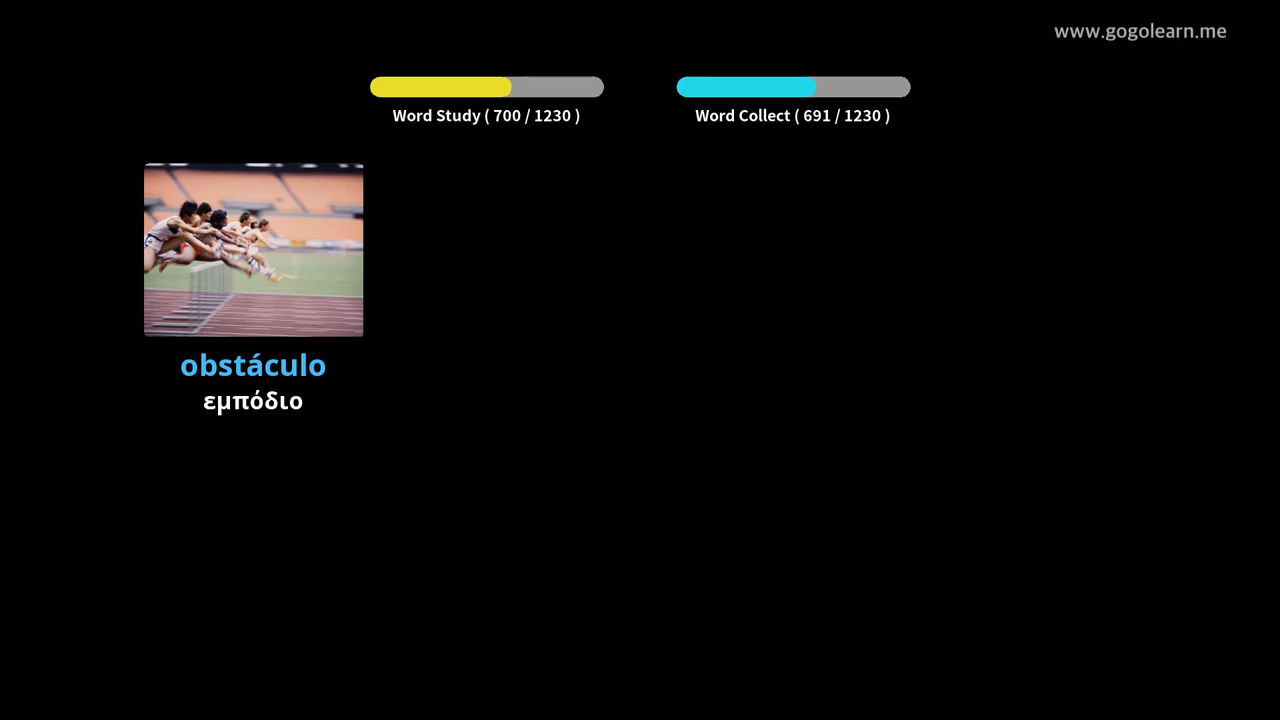 www.gogolearn.me
Word Study ( 700 / 1230 )
Word Collect ( 691 / 1230 )
obstáculo
εμπόδιο